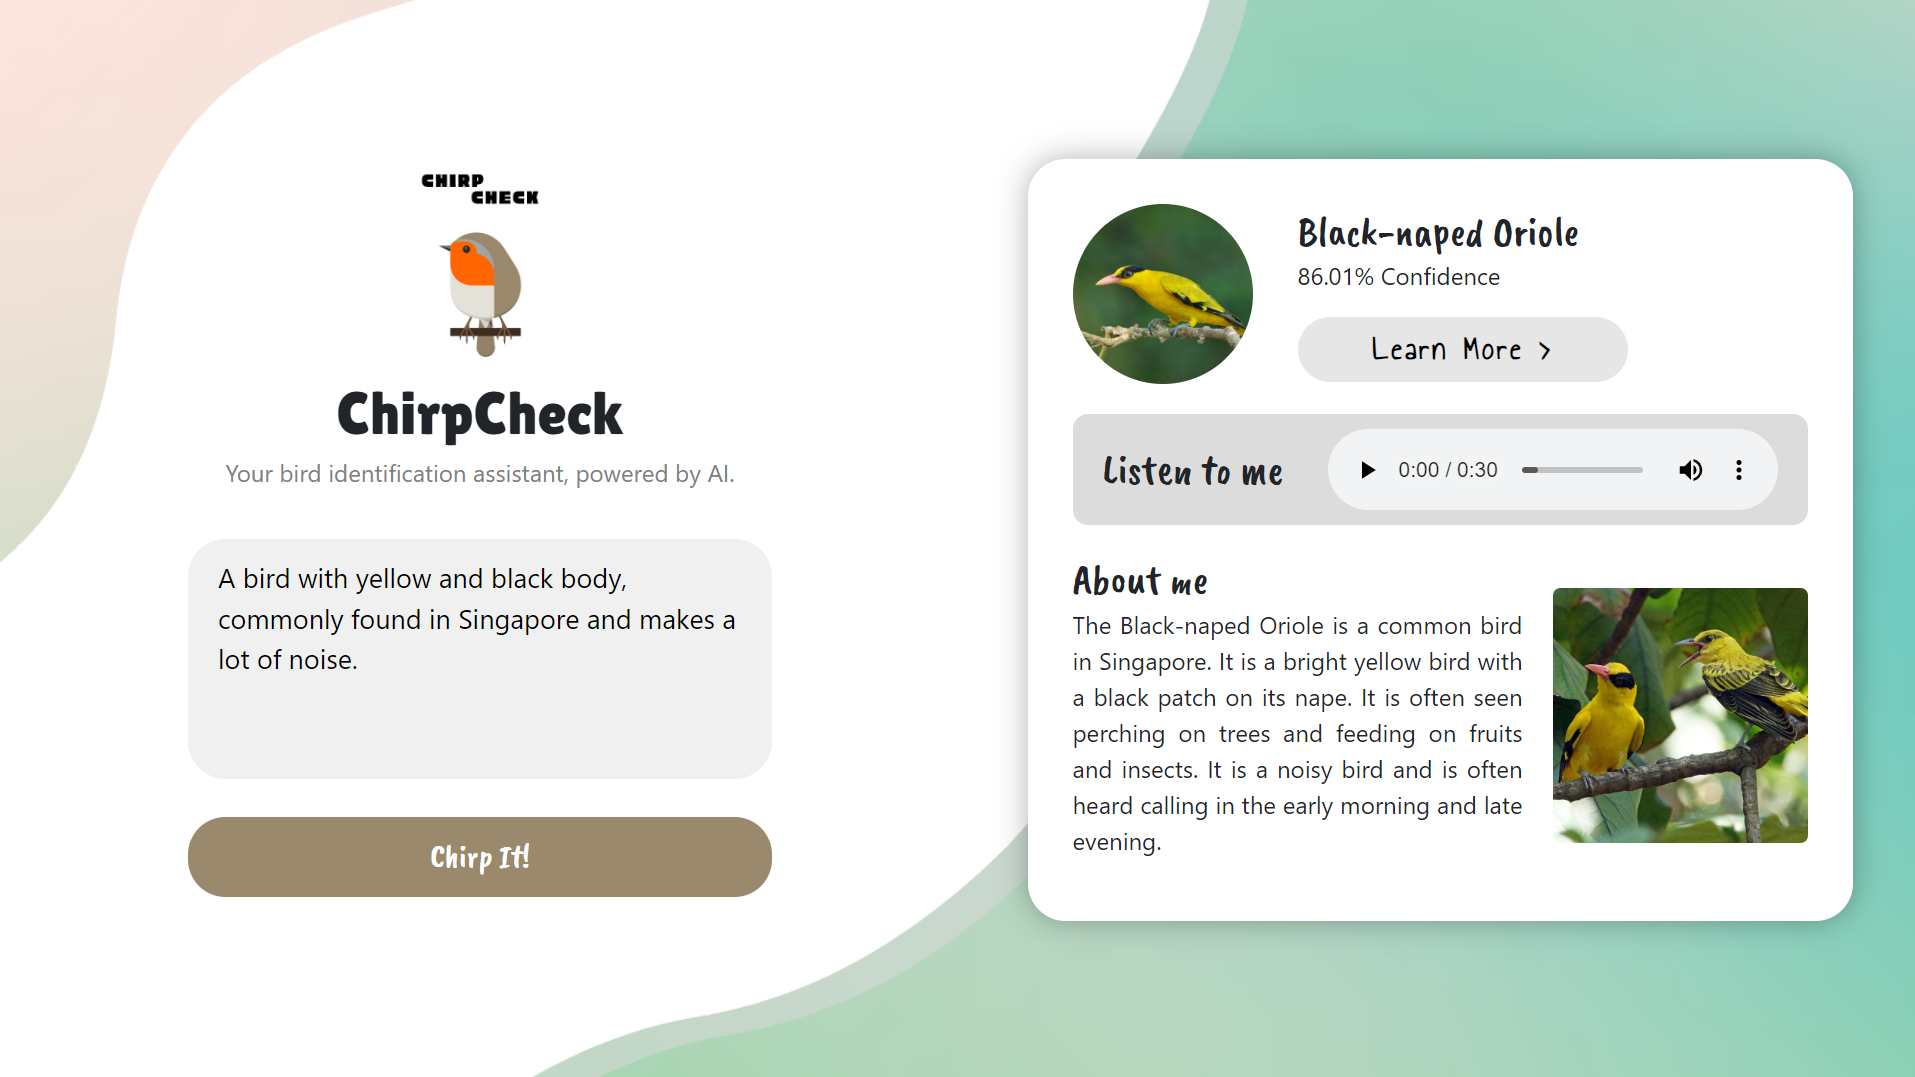 CHIRP
CHECK
ChirpCheck
Your bird identification assistant, powered by AI.
A bird with yellow and black body,
commonly found in Singapore and makes a
lot of noise.
Chirp It!
Black-naped Oriole
86.01% Confidence
Learn More >
Listen to me
0:00 / 0:30
About me
The Black-naped Oriole is a common bird
in Singapore. It is a bright yellow bird with
a black patch on its nape. It is often seen
perching on trees and feeding on fruits
and insects. It is a noisy bird and is often
heard calling in the early morning and late
evening.